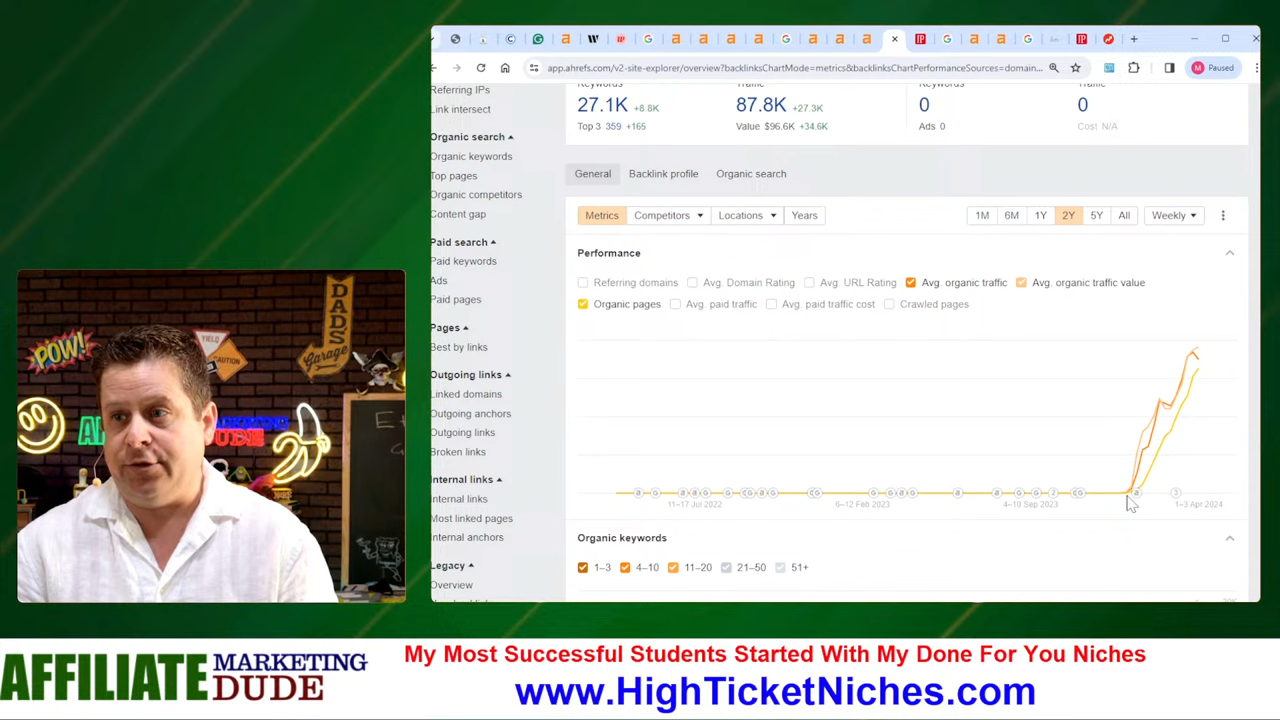 app.ahrefs.com/v2-site-explorer/overview?backlinksChartMode=metrics&backlinksChartPerformanceSources=domain...
M Paused
Referring IPs
Link intersect
Organic search
Organic keywords
Top pages
Organic competitors
Content gap
Paid search
Paid keywords
Ads
Paid pages
Pages
Best by links
Outgoing links
Linked domains
Outgoing anchors
Outgoing links
Broken links
Internal links
Internal links
Most linked pages
Internal anchors
Legacy
Overview
27.1K +8.8K
Top 3 359 +165
87.8K +27.3K
Value $96.6K +34.6K
0
Ads 0
0
Cost N/A
General Backlink profile Organic search
Metrics Competitors Locations Years
1M 6M 1Y 2Y 5Y All Weekly
Performance
Referring domains Avg. Domain Rating Avg. URL Rating Avg. organic traffic Avg. organic traffic value
Organic pages Avg. paid traffic Avg. paid traffic cost Crawled pages
11–17 Jul 2022 6–12 Feb 2023 4–10 Sep 2023 1–3 Apr 2024
Organic keywords
1–3 4–10 11–20 21–50 51+
POW!
YIELD
CAUTION
DADS
Garage
AFFILIATE
MARKETING
DUDE
My Most Successful Students Started With My Done For You Niches
www.HighTicketNiches.com